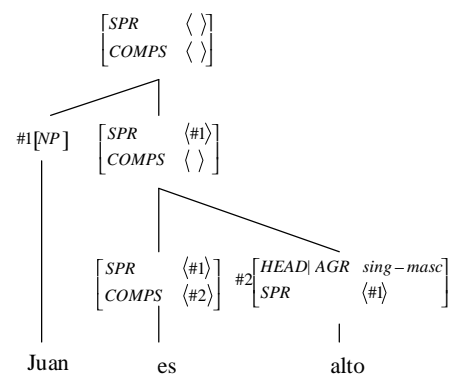 SPR ⟨ ⟩
COMPS ⟨ ⟩
#1[NP]
SPR ⟨#1⟩
COMPS ⟨ ⟩
SPR ⟨#1⟩
COMPS ⟨#2⟩
#2
HEAD| AGR sing – masc
SPR ⟨#1⟩
Juan es alto